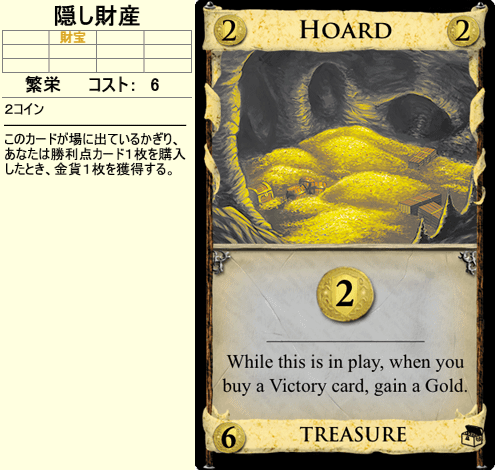 隠し財産
財宝
繁栄 コスト: 6
2コイン
このカードが場に出ているかぎり、
あなたは勝利点カード1枚を購入
したとき、金貨1枚を獲得する。
2 HOARD 2
2
While this is in play, when you
buy a Victory card, gain a Gold.
6 TREASURE